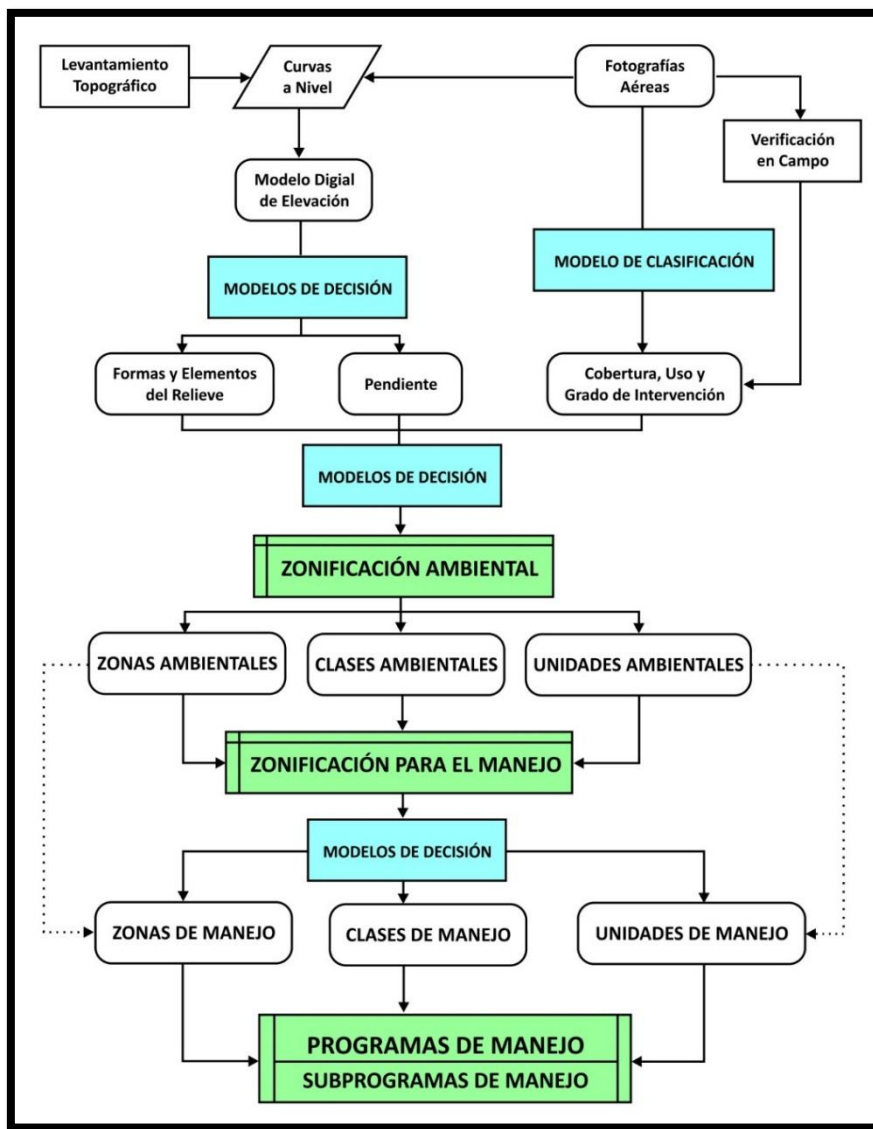 Levantamiento
Topográfico
Curvas
a Nivel
Fotografías
Aéreas
Verificación
en Campo
Modelo Digial
de Elevación
MODELOS DE DECISIÓN
MODELO DE CLASIFICACIÓN
Formas y Elementos
del Relieve
Pendiente
Cobertura, Uso y
Grado de Intervención
MODELOS DE DECISIÓN
ZONIFICACIÓN AMBIENTAL
ZONAS AMBIENTALES
CLASES AMBIENTALES
UNIDADES AMBIENTALES
ZONIFICACIÓN PARA EL MANEJO
MODELOS DE DECISIÓN
ZONAS DE MANEJO
CLASES DE MANEJO
UNIDADES DE MANEJO
PROGRAMAS DE MANEJO
SUBPROGRAMAS DE MANEJO